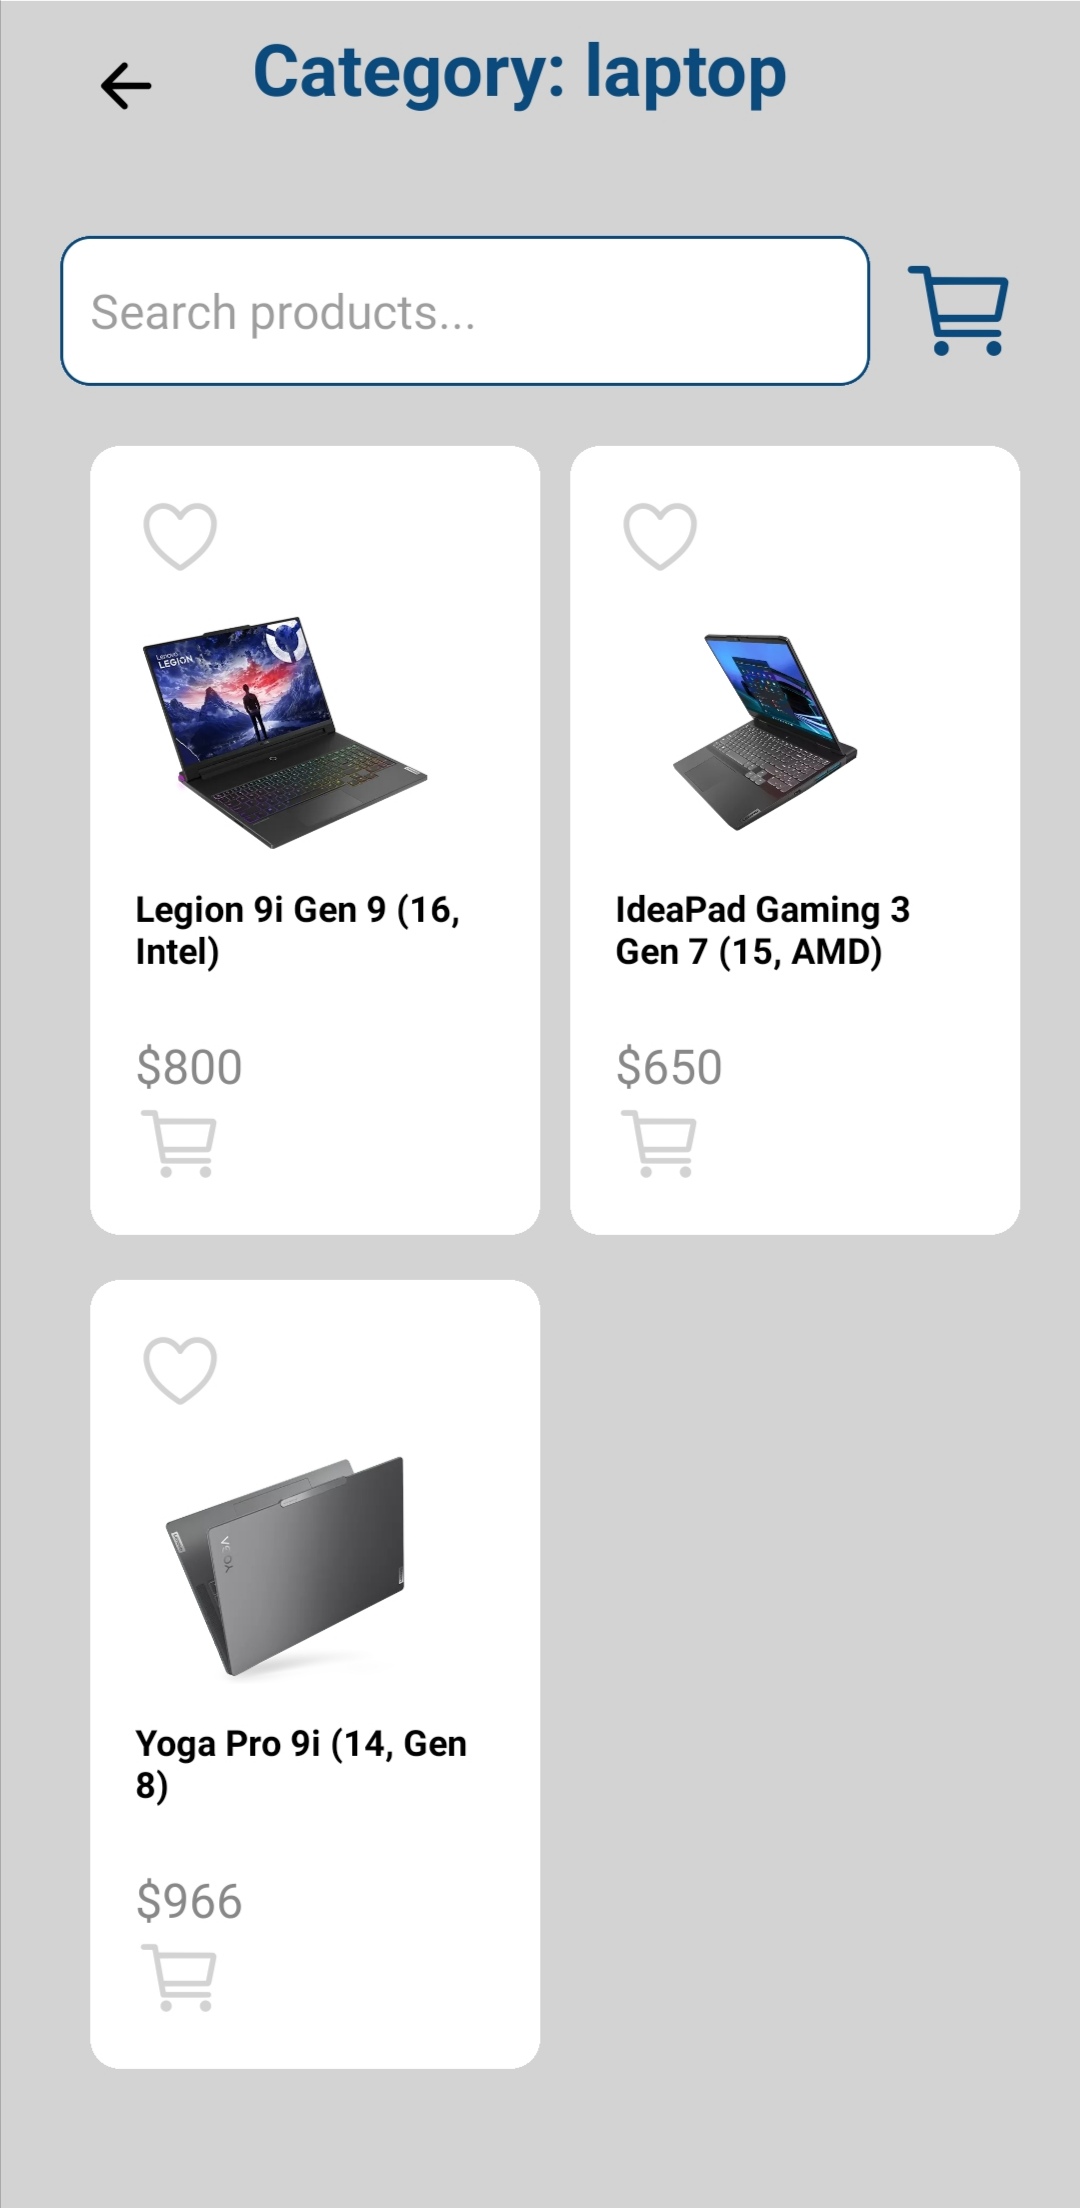 Category: laptop
Search products...
Lenovo
LEGION
Legion 9i Gen 9 (16,
Intel)
$800
IdeaPad Gaming 3
Gen 7 (15, AMD)
$650
YOGA
Yoga Pro 9i (14, Gen
8)
$966